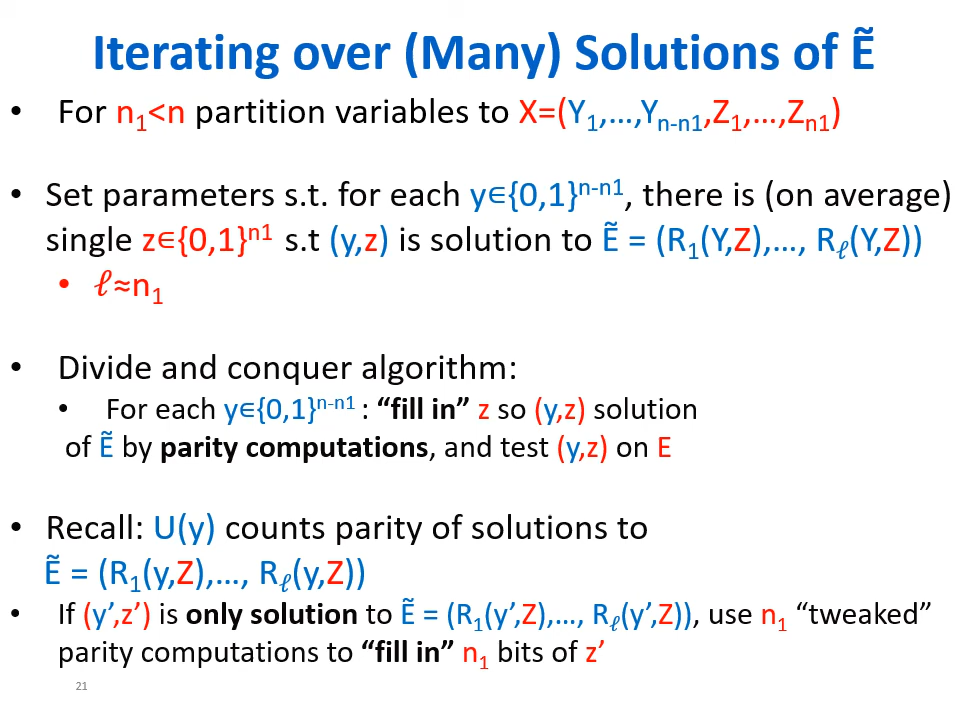 Iterating over (Many) Solutions of Ẽ
• For n₁<n partition variables to X=(Y₁,…,Yₙ₋ₙ₁,Z₁,…,Zₙ₁)
• Set parameters s.t. for each y∈{0,1}ⁿ⁻ⁿ¹, there is (on average)
single z∈{0,1}ⁿ¹ s.t (y,z) is solution to Ẽ = (R₁(Y,Z),…, Rℓ(Y,Z))
• ℓ≈n₁
• Divide and conquer algorithm:
• For each y∈{0,1}ⁿ⁻ⁿ¹ : “fill in” z so (y,z) solution
of Ẽ by parity computations, and test (y,z) on E
• Recall: U(y) counts parity of solutions to
Ẽ = (R₁(y,Z),…, Rℓ(y,Z))
• If (y’,z’) is only solution to Ẽ = (R₁(y’,Z),…, Rℓ(y’,Z)), use n₁ “tweaked”
parity computations to “fill in” n₁ bits of z’
21